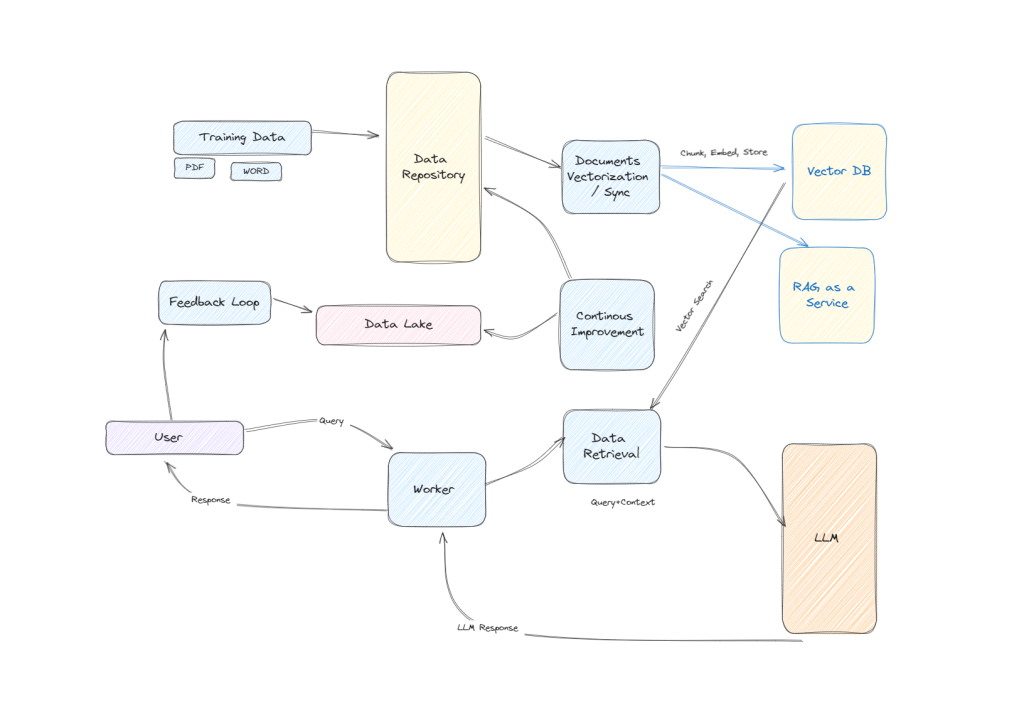 Training Data
PDF
WORD
Data
Repository
Documents
Vectorization
/ Sync
Chunk, Embed, Store
Vector DB
RAG as a
Service
Feedback Loop
Data Lake
Continous
Improvement
Vector Search
User
Query
Worker
Data
Retrieval
Query+Context
Response
LLM
LLM Response